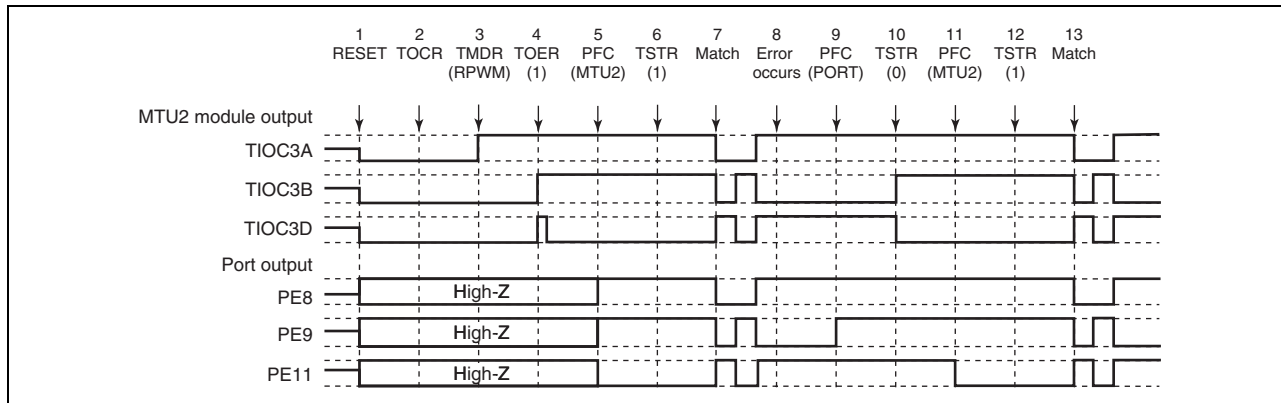 1 2 3 4 5 6 7 8 9 10 11 12 13
RESET TOCR TMDR TOER PFC TSTR Match Error PFC TSTR PFC TSTR Match
(RPWM) (1) (MTU2) (1) occurs (PORT) (0) (MTU2) (1)
MTU2 module output
TIOC3A
TIOC3B
TIOC3D
Port output
PE8 High-Z
PE9 High-Z
PE11 High-Z